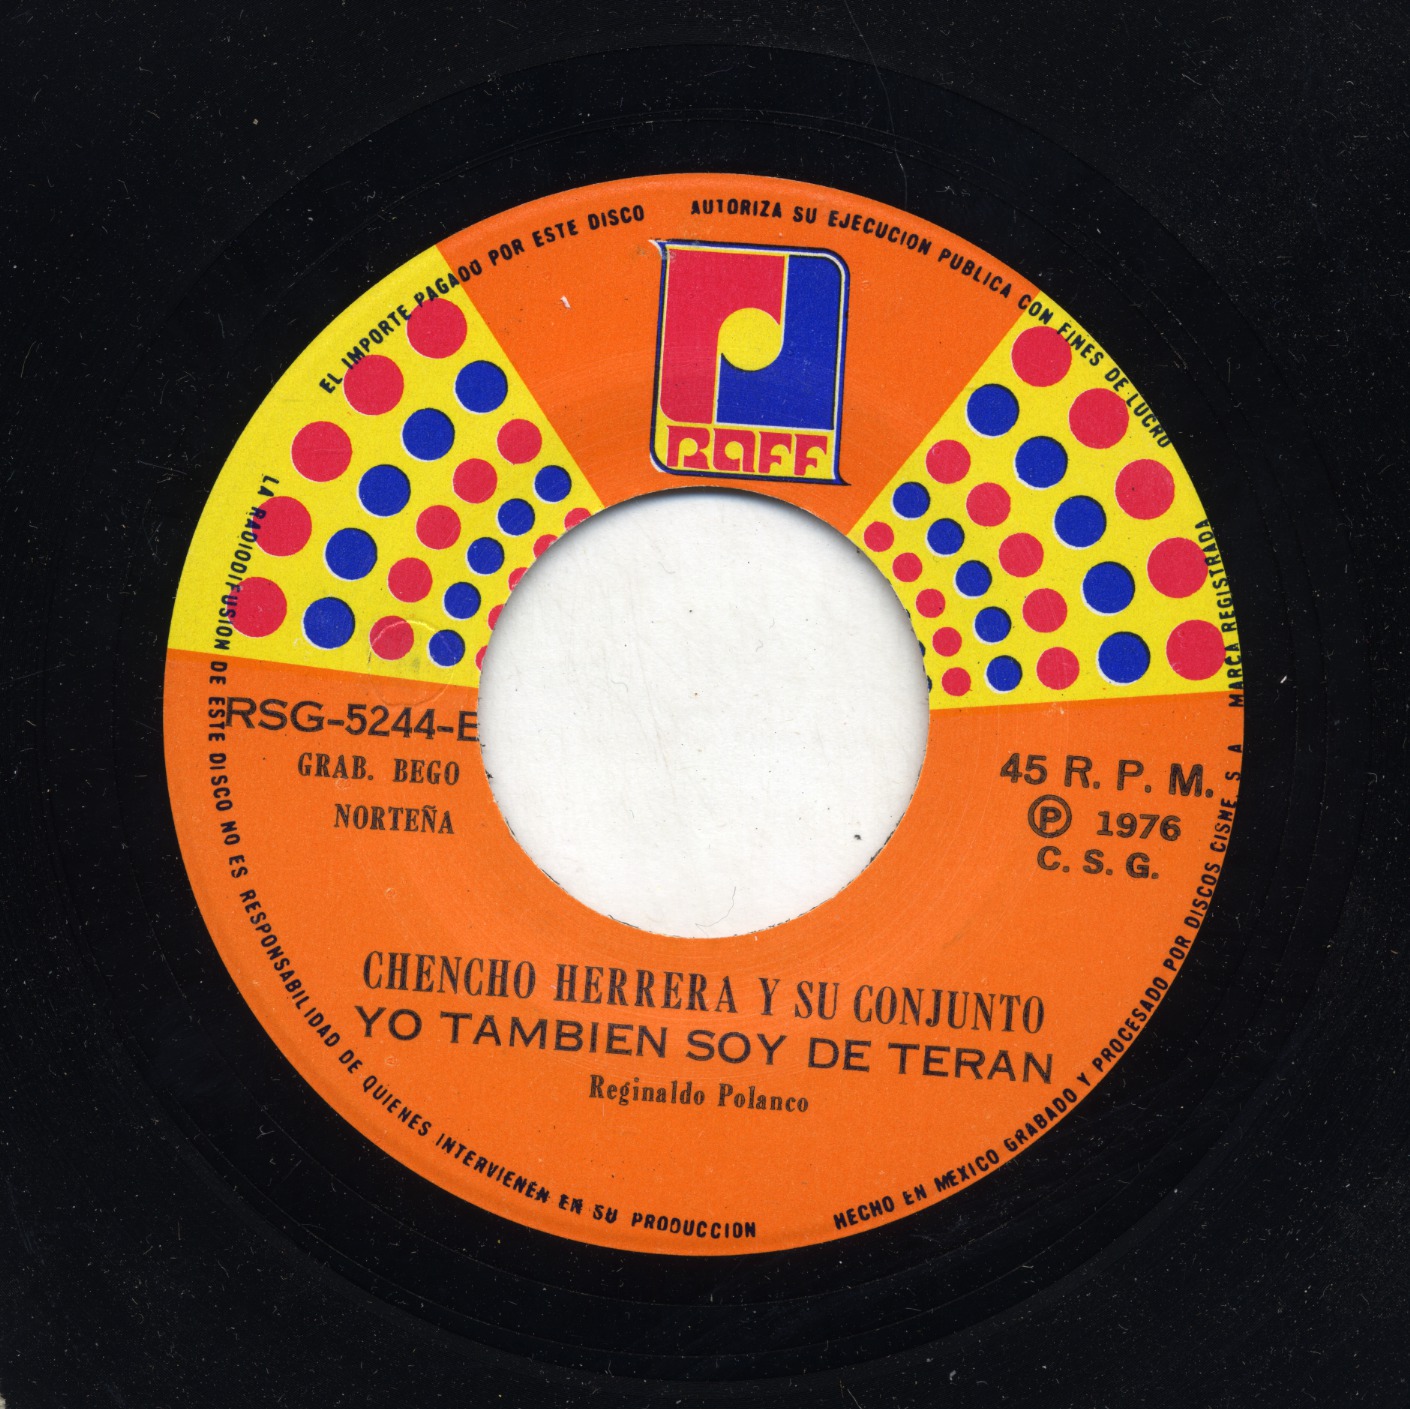 EL IMPORTE PAGADO POR ESTE DISCO AUTORIZA SU EJECUCION PUBLICA CON FINES DE LUCRO
RAFF
LA RADIODIFUSION DE ESTE DISCO NO ES RESPONSABILIDAD DE QUIENES INTERVIENEN EN SU PRODUCCION
RSG-5244-E
GRAB. BEGO
NORTEÑA
45 R. P. M.
Ⓟ 1976
C. S. G.
CHENCHO HERRERA Y SU CONJUNTO
YO TAMBIEN SOY DE TERAN
Reginaldo Polanco
HECHO EN MEXICO GRABADO Y PROCESADO POR DISCOS CISNE S A MARCA REGISTRADA